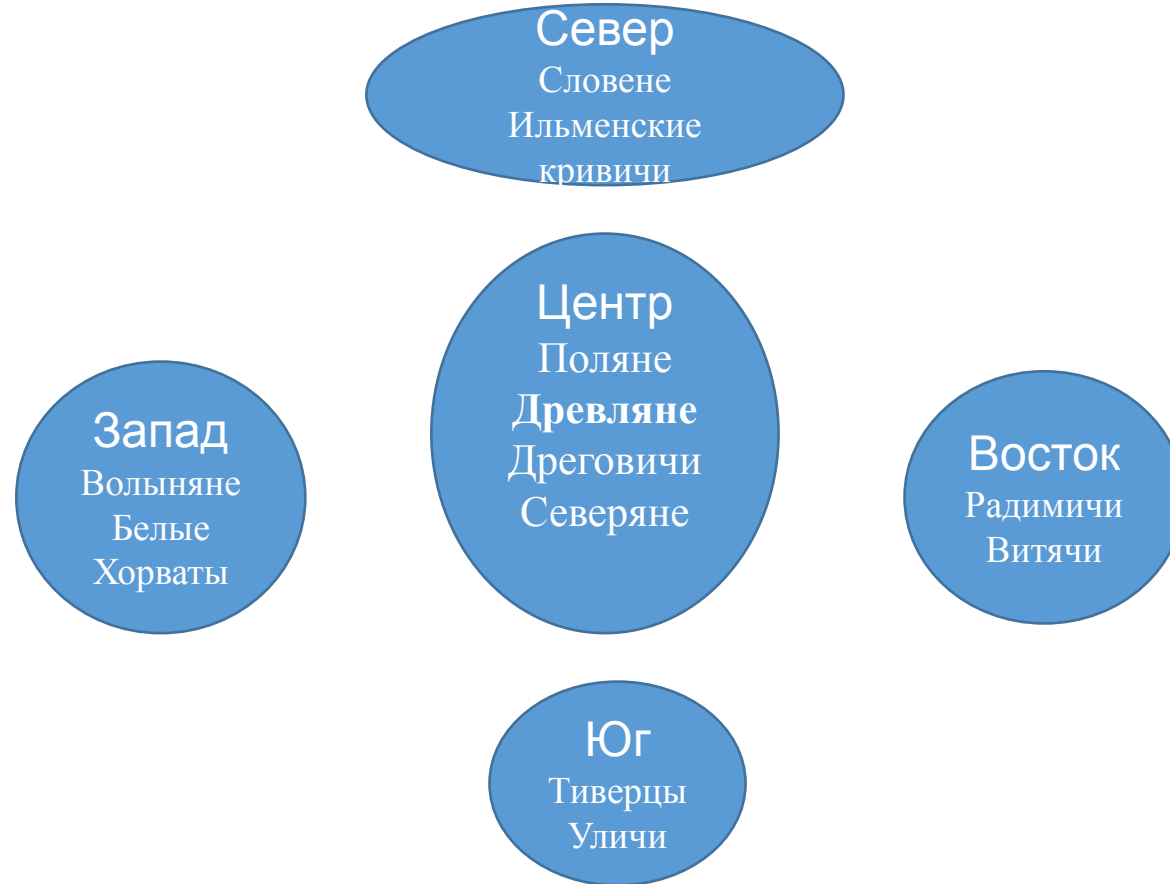 Север
Словене
Ильменские
кривичи
Центр
Поляне
Древляне
Дреговичи
Северяне
Запад
Волыняне
Белые
Хорваты
Восток
Радимичи
Витячи
Юг
Тиверцы
Уличи